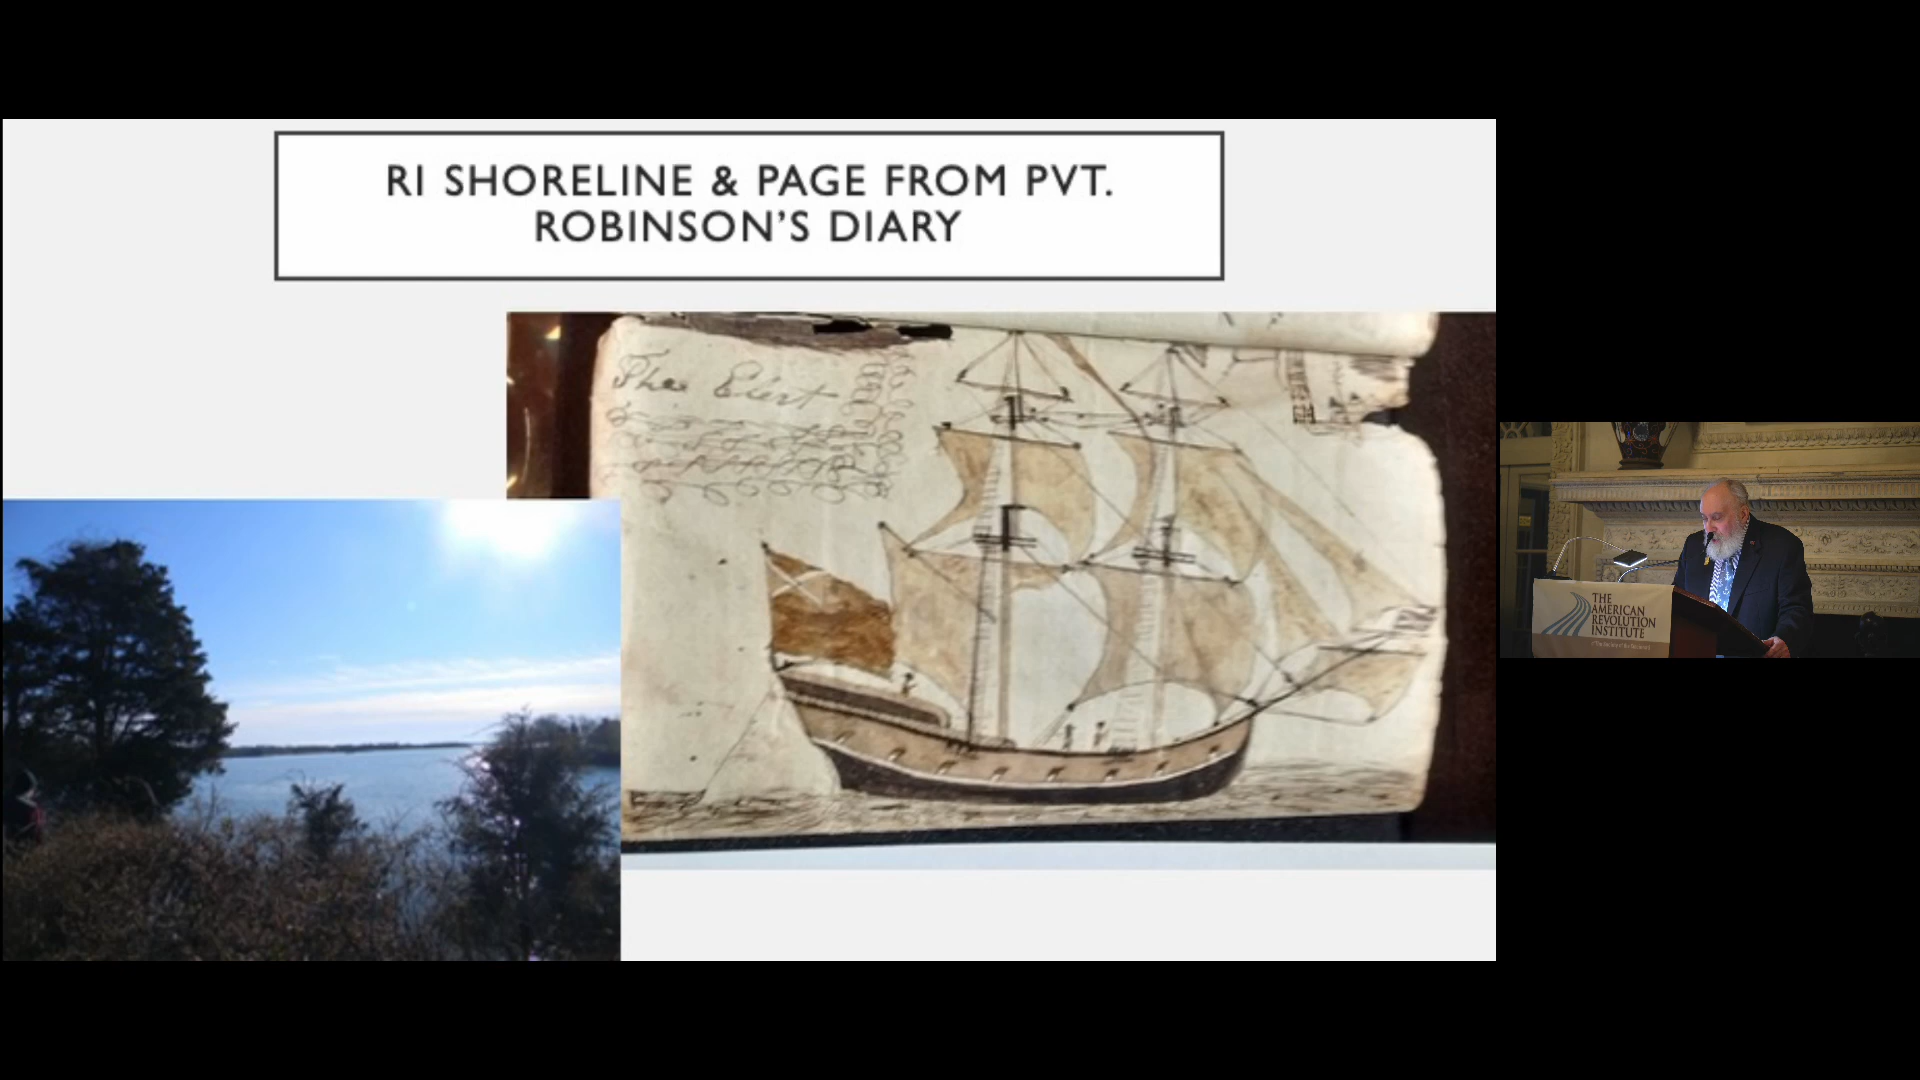 RI SHORELINE & PAGE FROM PVT.
ROBINSON'S DIARY
The
THE
AMERICAN
REVOLUTION
INSTITUTE